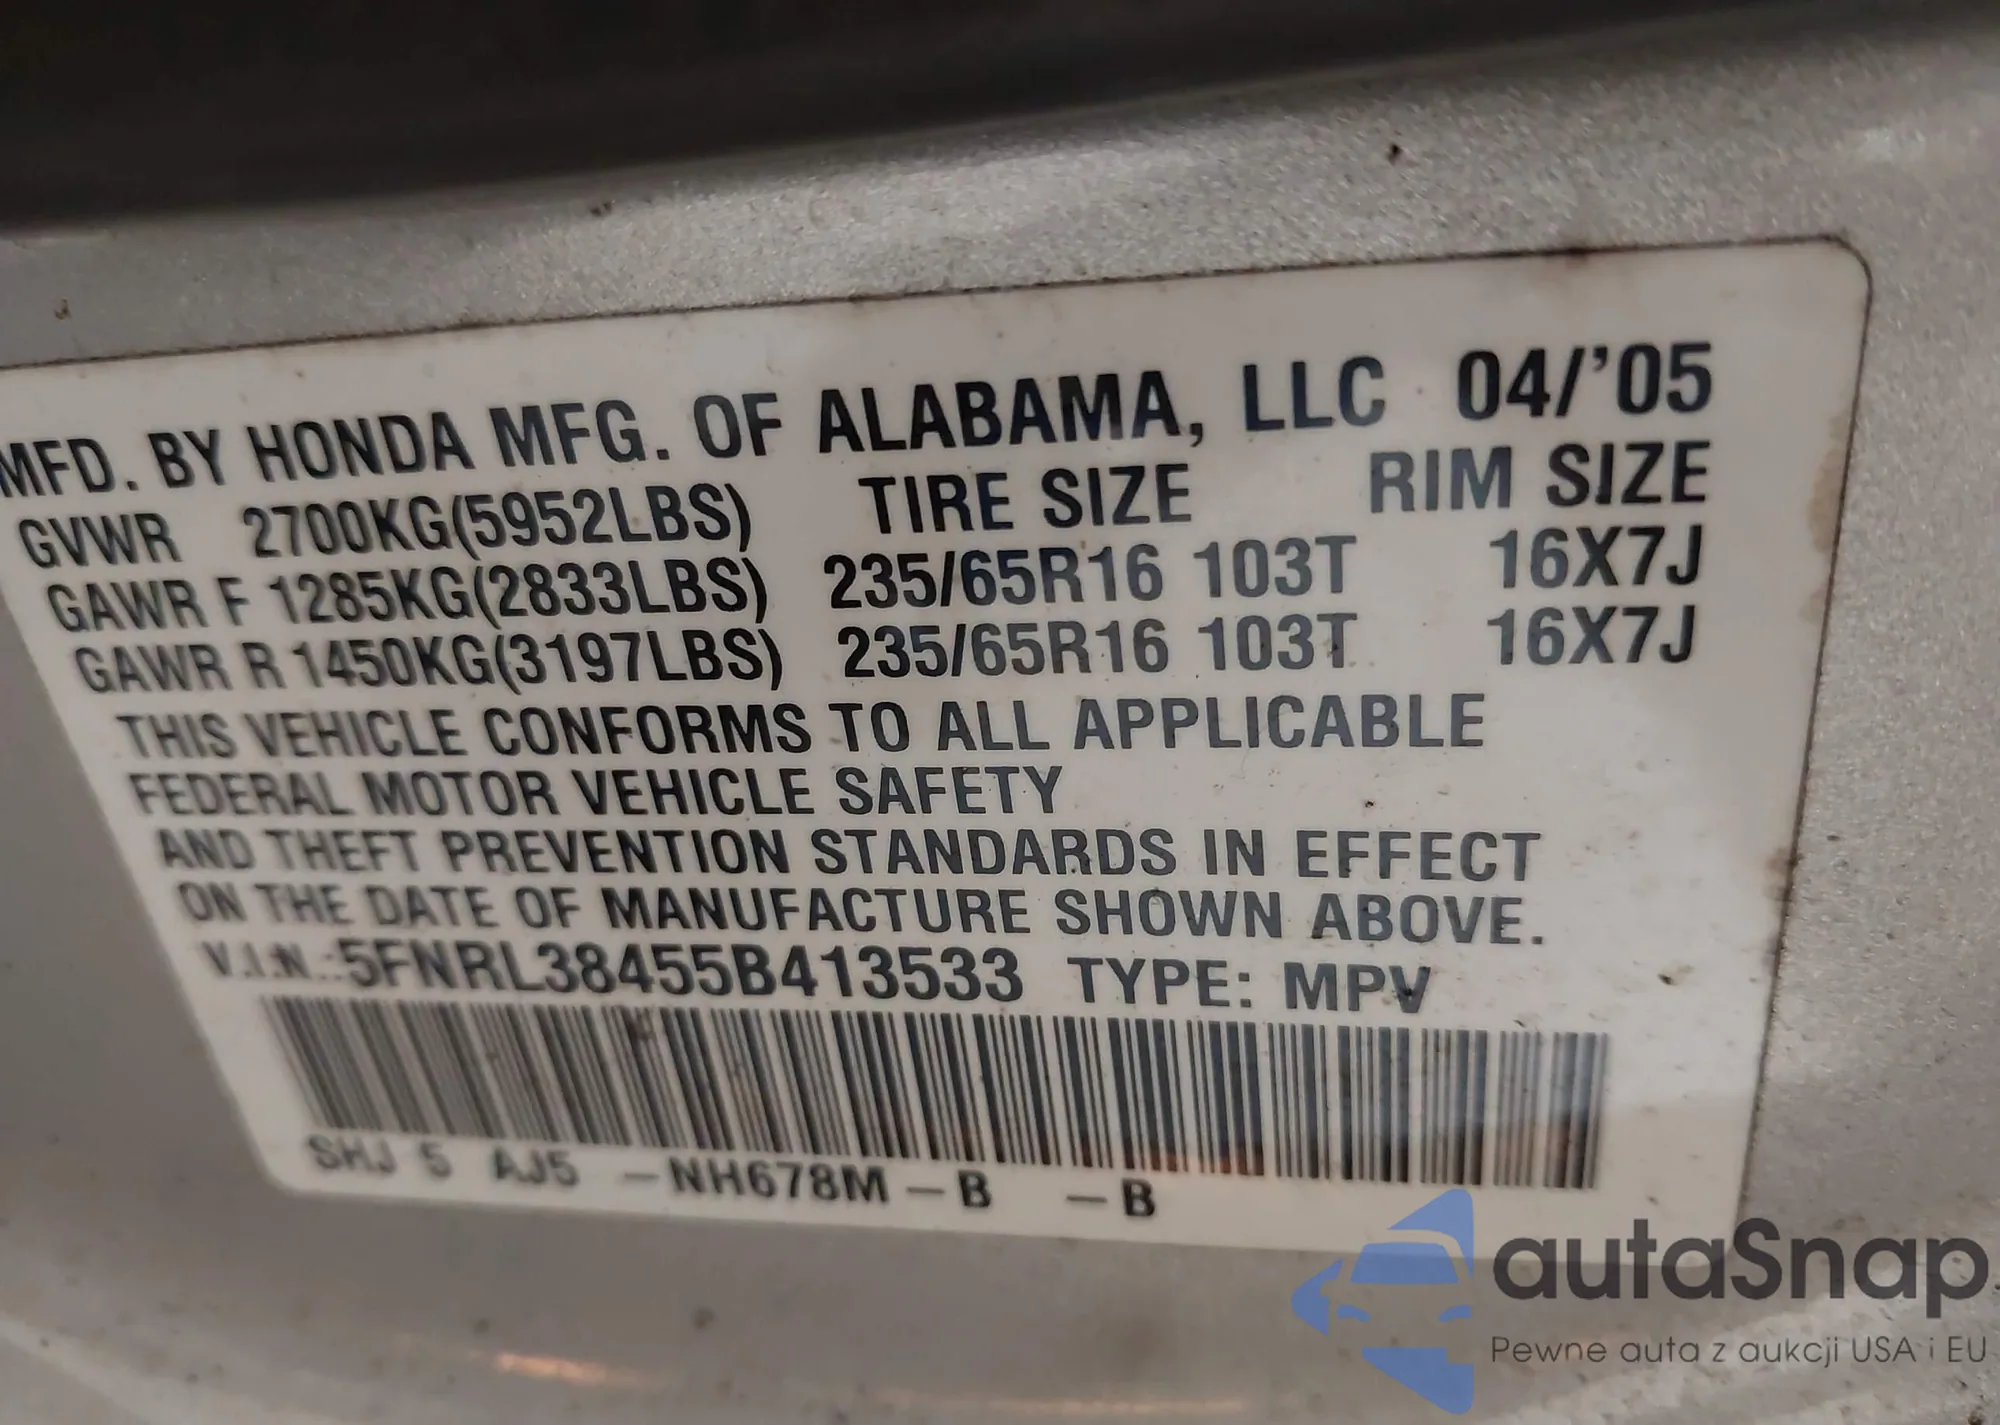 MFD. BY HONDA MFG. OF ALABAMA, LLC 04/'05
GVWR 2700KG(5952LBS) TIRE SIZE RIM SIZE
GAWR F 1285KG(2833LBS) 235/65R16 103T 16X7J
GAWR R 1450KG(3197LBS) 235/65R16 103T 16X7J
THIS VEHICLE CONFORMS TO ALL APPLICABLE
FEDERAL MOTOR VEHICLE SAFETY
AND THEFT PREVENTION STANDARDS IN EFFECT
ON THE DATE OF MANUFACTURE SHOWN ABOVE.
V.I.N.:5FNRL38455B413533 TYPE: MPV
SHJ 5 AJ5 -NH678M-B -B
autaSnap
Pewne auta z aukcji USA i EU